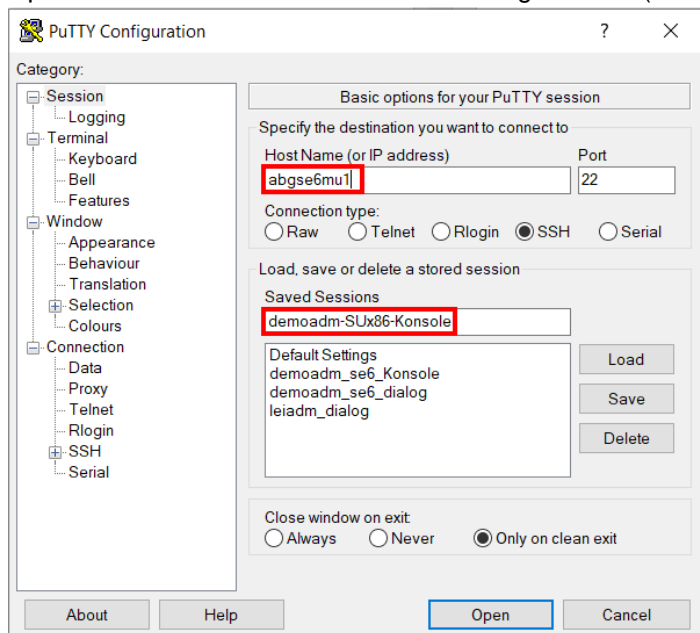 PuTTY Configuration
?
Category:
Session
Logging
Terminal
Keyboard
Bell
Features
Window
Appearance
Behaviour
Translation
Selection
Colours
Connection
Data
Proxy
Telnet
Rlogin
SSH
Serial
Basic options for your PuTTY session
Specify the destination you want to connect to
Host Name (or IP address) Port
abgse6mu1 22
Connection type:
Raw Telnet Rlogin SSH Serial
Load, save or delete a stored session
Saved Sessions
demoadm-SUx86-Konsole
Default Settings
demoadm_se6_Konsole
demoadm_se6_dialog
leiadm_dialog
Load
Save
Delete
Close window on exit:
Always Never Only on clean exit
About Help Open Cancel